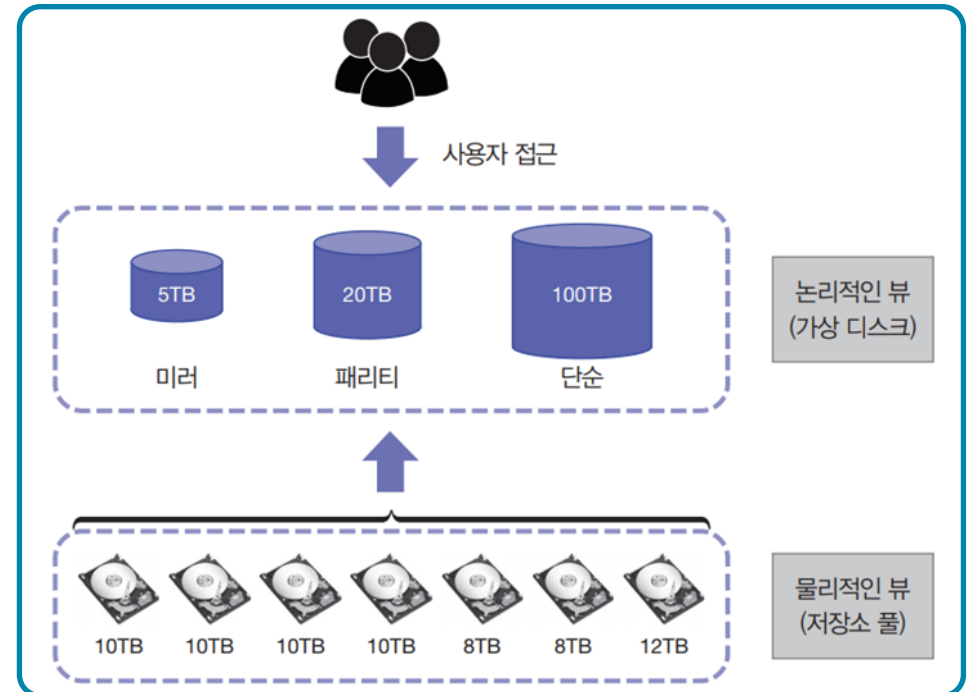 사용자 접근
5TB
20TB
100TB
미러
패리티
단순
논리적인 뷰
(가상 디스크)
10TB
10TB
10TB
10TB
8TB
8TB
12TB
물리적인 뷰
(저장소 풀)